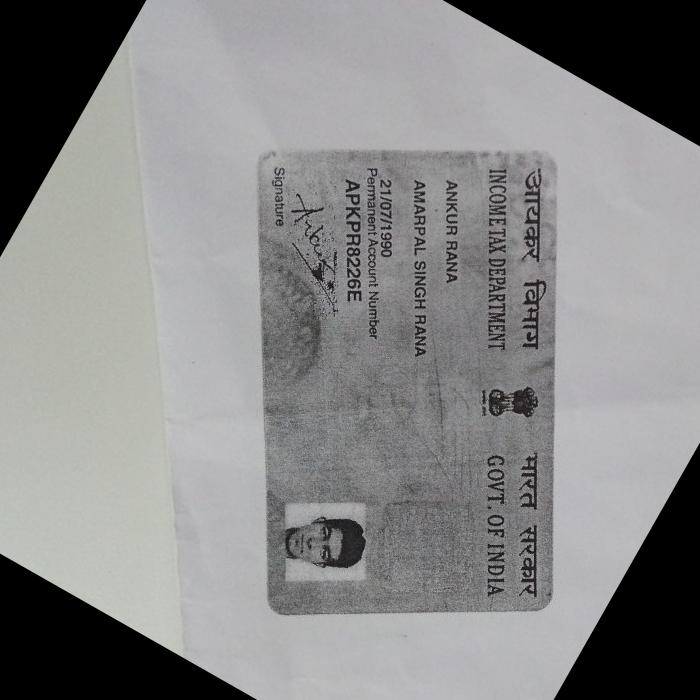 आयकर विभाग
INCOME TAX DEPARTMENT
भारत सरकार
GOVT. OF INDIA
ANKUR RANA
AMARPAL SINGH RANA
21/07/1990
Permanent Account Number
APKPR8226E
Signature